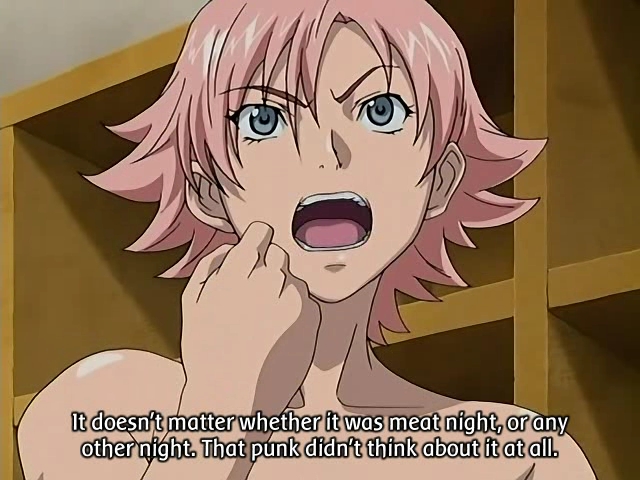 It doesn't matter whether it was meat night, or any
other night. That punk didn't think about it at all.